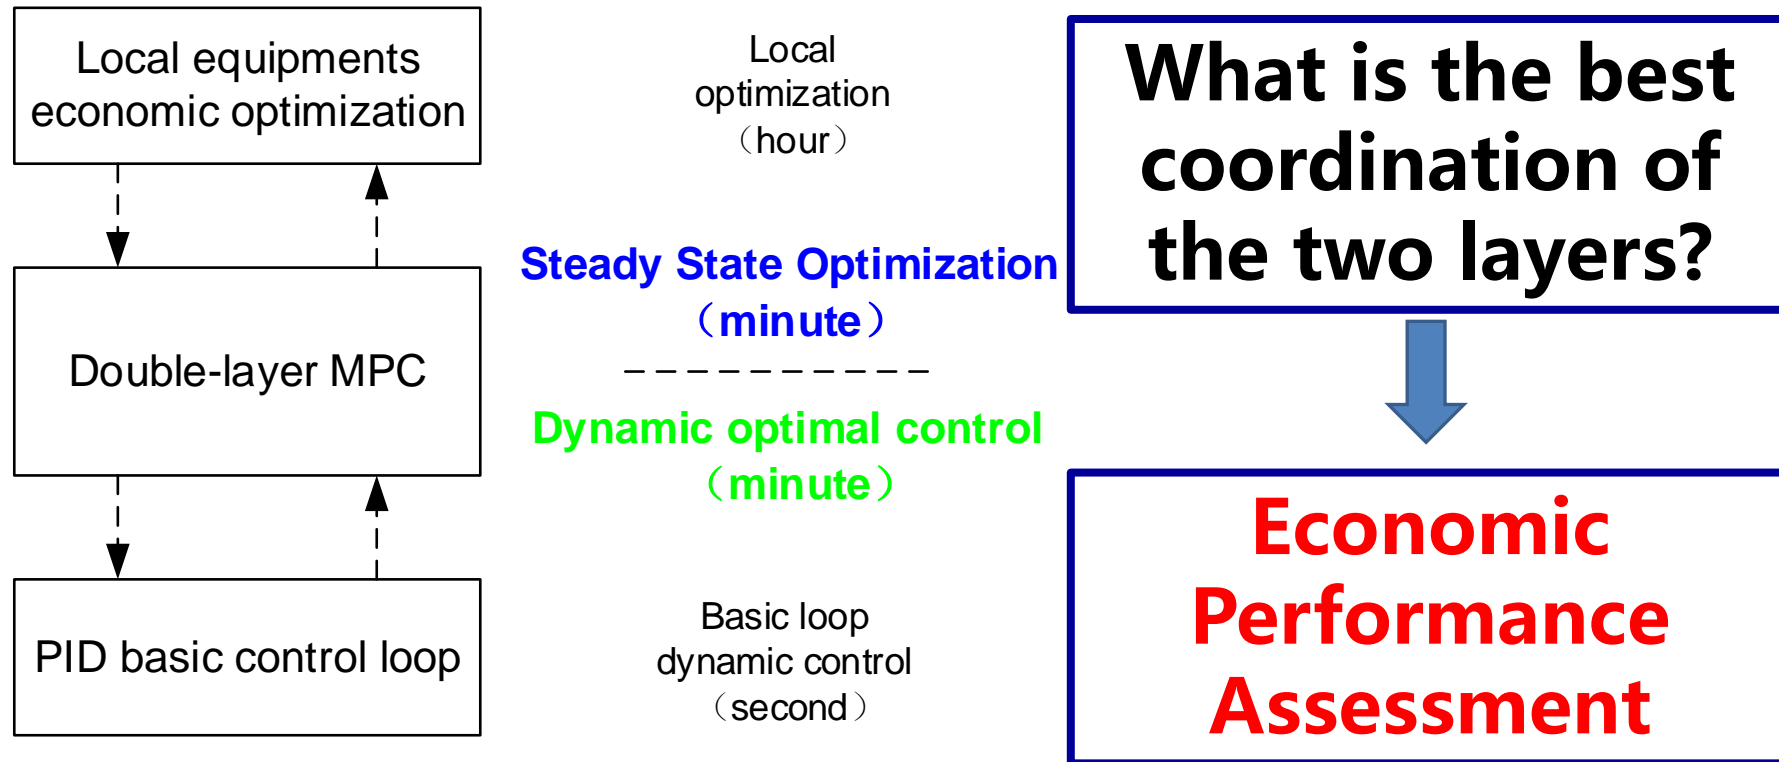 Local equipments
economic optimization
Double-layer MPC
PID basic control loop
Local
optimization
（hour）
Steady State Optimization
（minute）
Dynamic optimal control
（minute）
Basic loop
dynamic control
（second）
What is the best
coordination of
the two layers?
Economic
Performance
Assessment